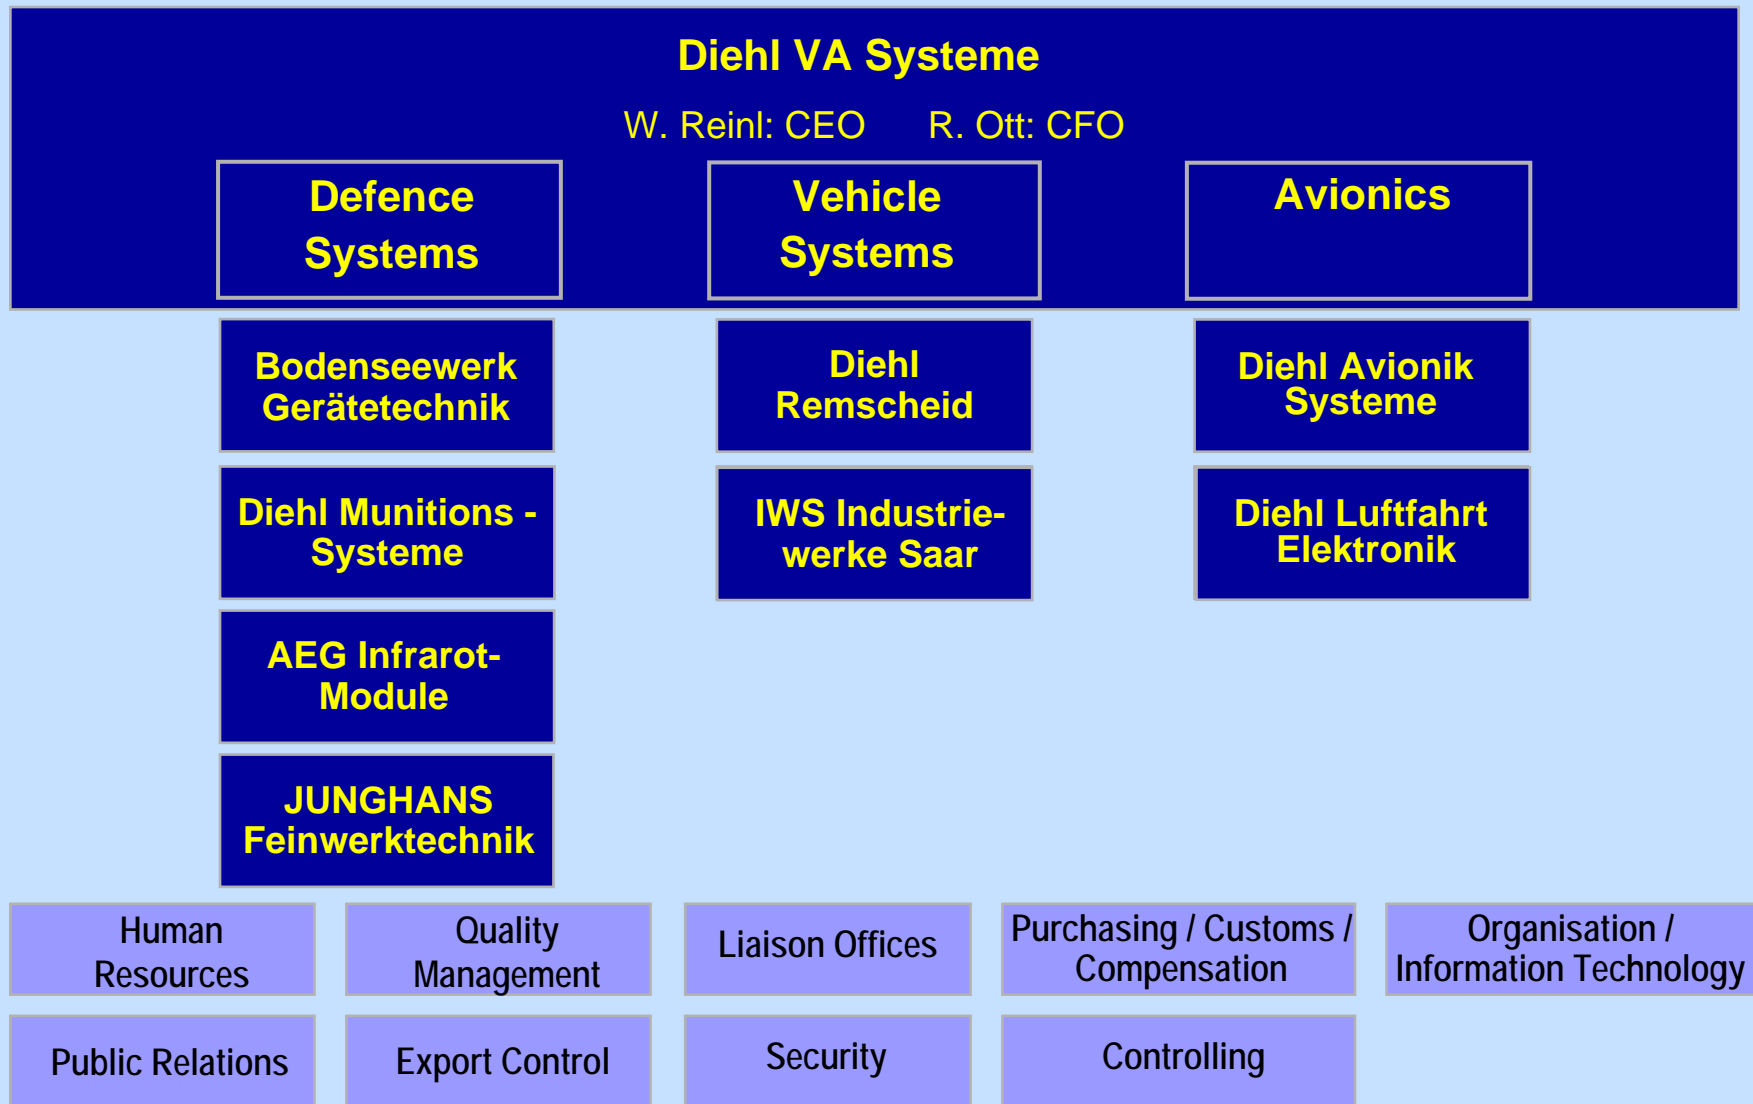 Diehl VA Systeme
W. Reinl: CEO R. Ott: CFO
Defence
Systems
Vehicle
Systems
Avionics
Bodenseewerk
Gerätetechnik
Diehl
Remscheid
Diehl Avionik
Systeme
Diehl Munitions -
Systeme
IWS Industrie-
werke Saar
Diehl Luftfahrt
Elektronik
AEG Infrarot-
Module
JUNGHANS
Feinwerktechnik
Human
Resources
Quality
Management
Liaison Offices
Purchasing / Customs /
Compensation
Organisation /
Information Technology
Public Relations
Export Control
Security
Controlling